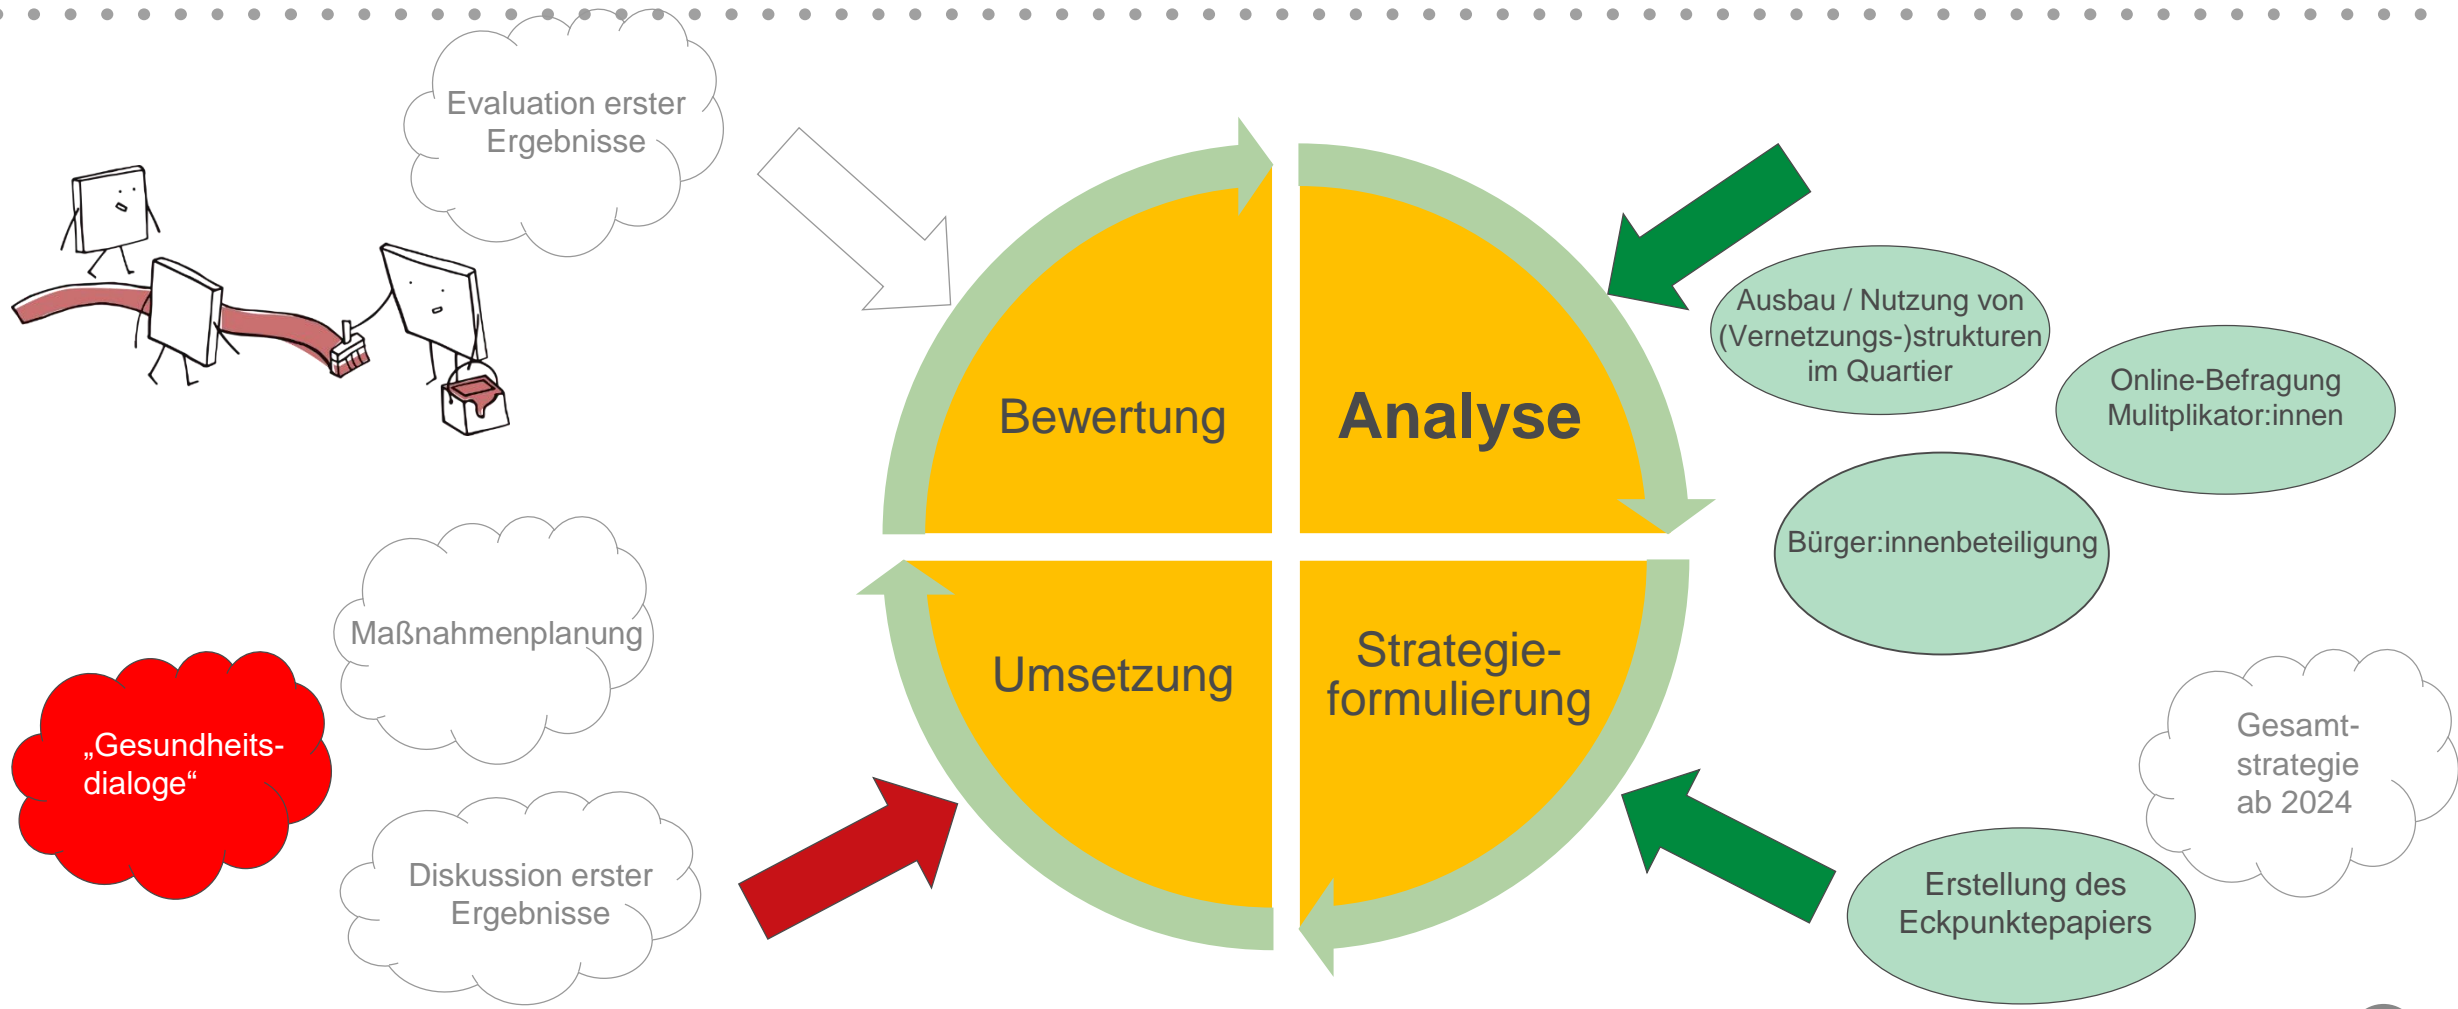 Evaluation erster
Ergebnisse
Bewertung
Analyse
Ausbau / Nutzung von
(Vernetzungs-)strukturen
im Quartier
Online-Befragung
Mulitplikator:innen
Bürger:innenbeteiligung
Maßnahmenplanung
„Gesundheits-
dialoge“
Diskussion erster
Ergebnisse
Umsetzung
Strategie-
formulierung
Gesamt-
strategie
ab 2024
Erstellung des
Eckpunktepapiers